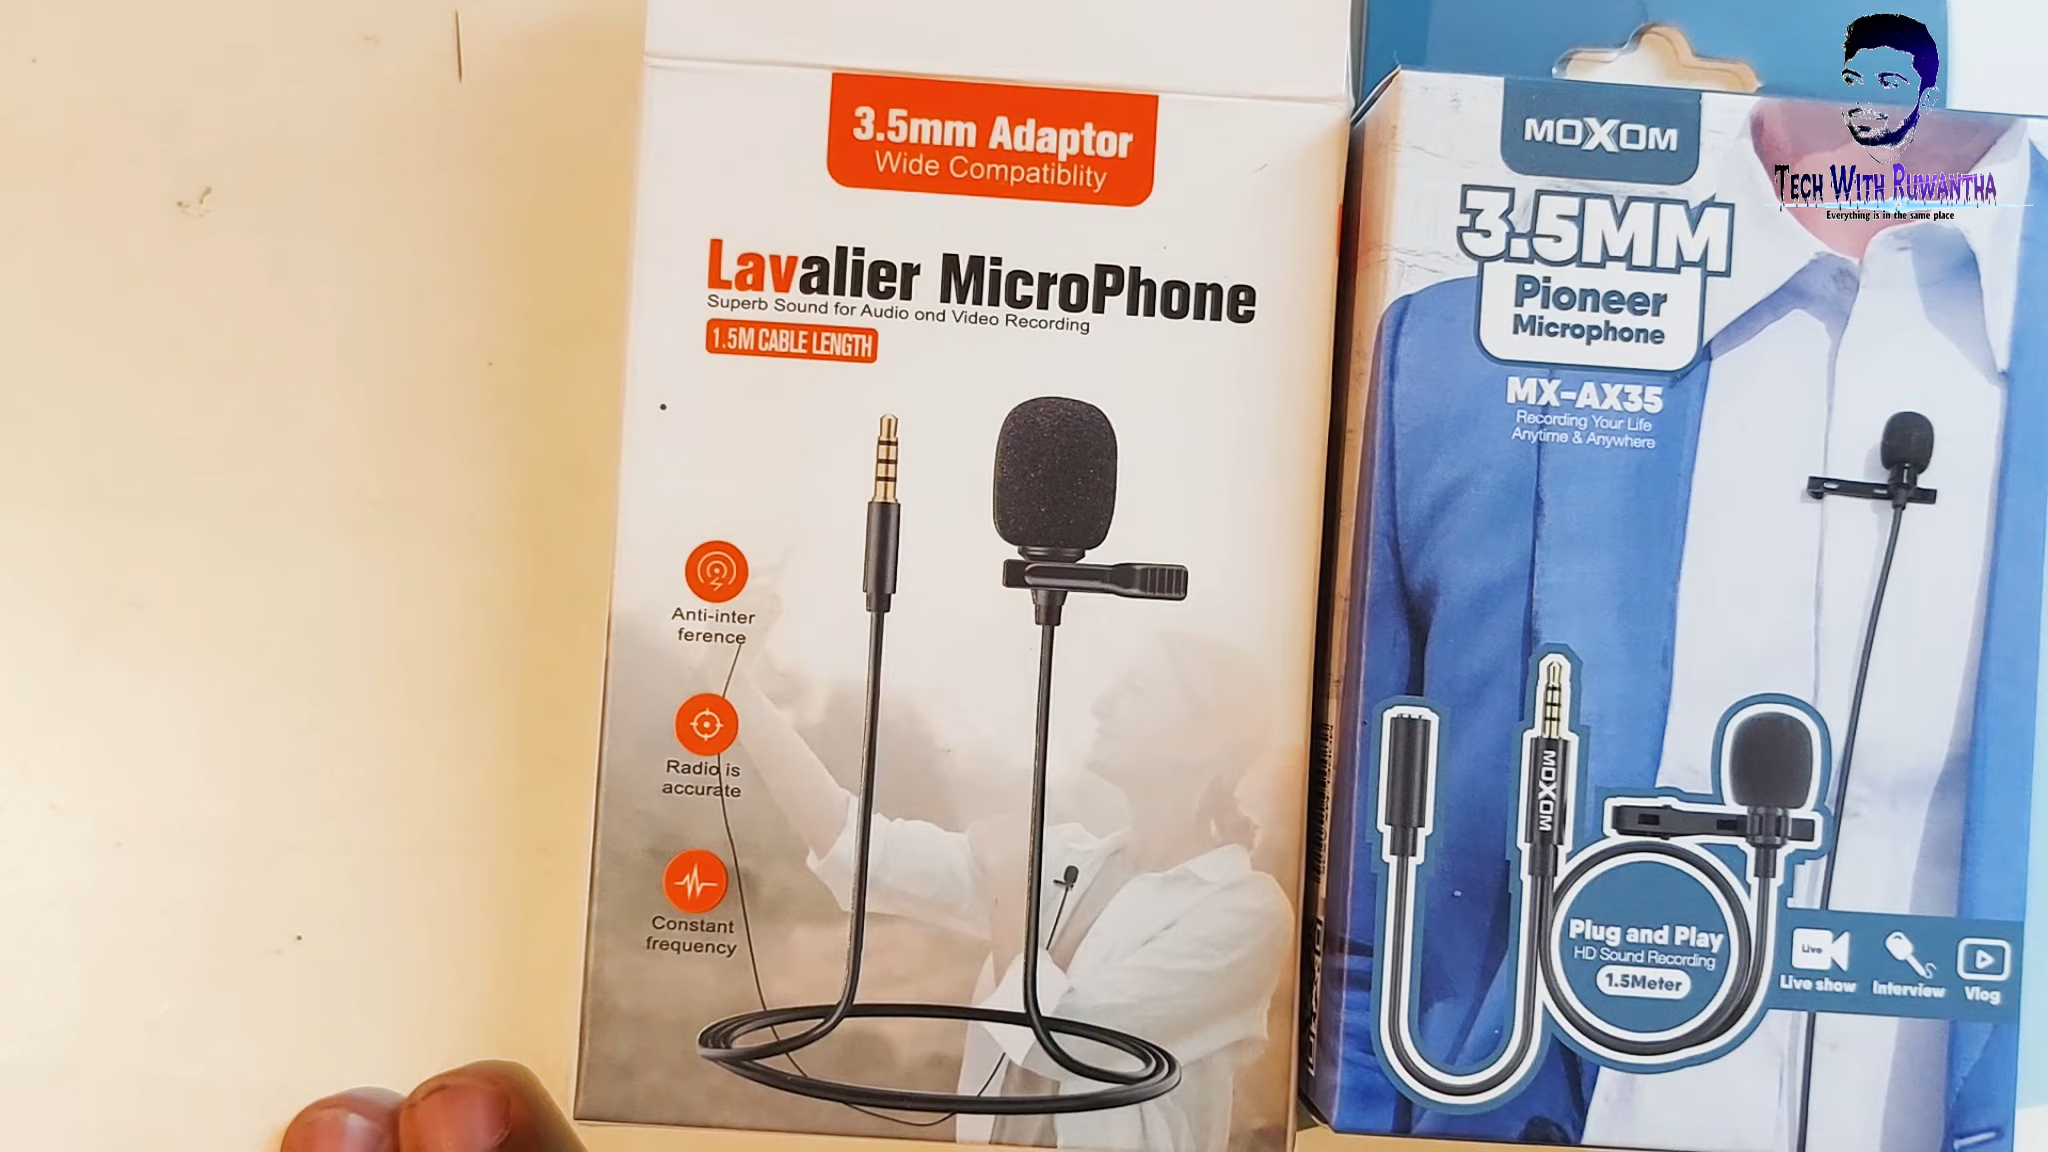 3.5mm Adaptor
Wide Compatiblity
Lavalier MicroPhone
Superb Sound for Audio ond Video Recording
1.5M CABLE LENGTH
Anti-inter
ference
Radio is
accurate
Constant
frequency
MOXOM
3.5MM
Pioneer
Microphone
MX-AX35
Recording Your Life
Anytime & Anywhere
MOXOM
Plug and Play
HD Sound Recording
1.5Meter
Live
Live show
Interview
Vlog
TECH WITH RUWANTHA
Everything is in the same place